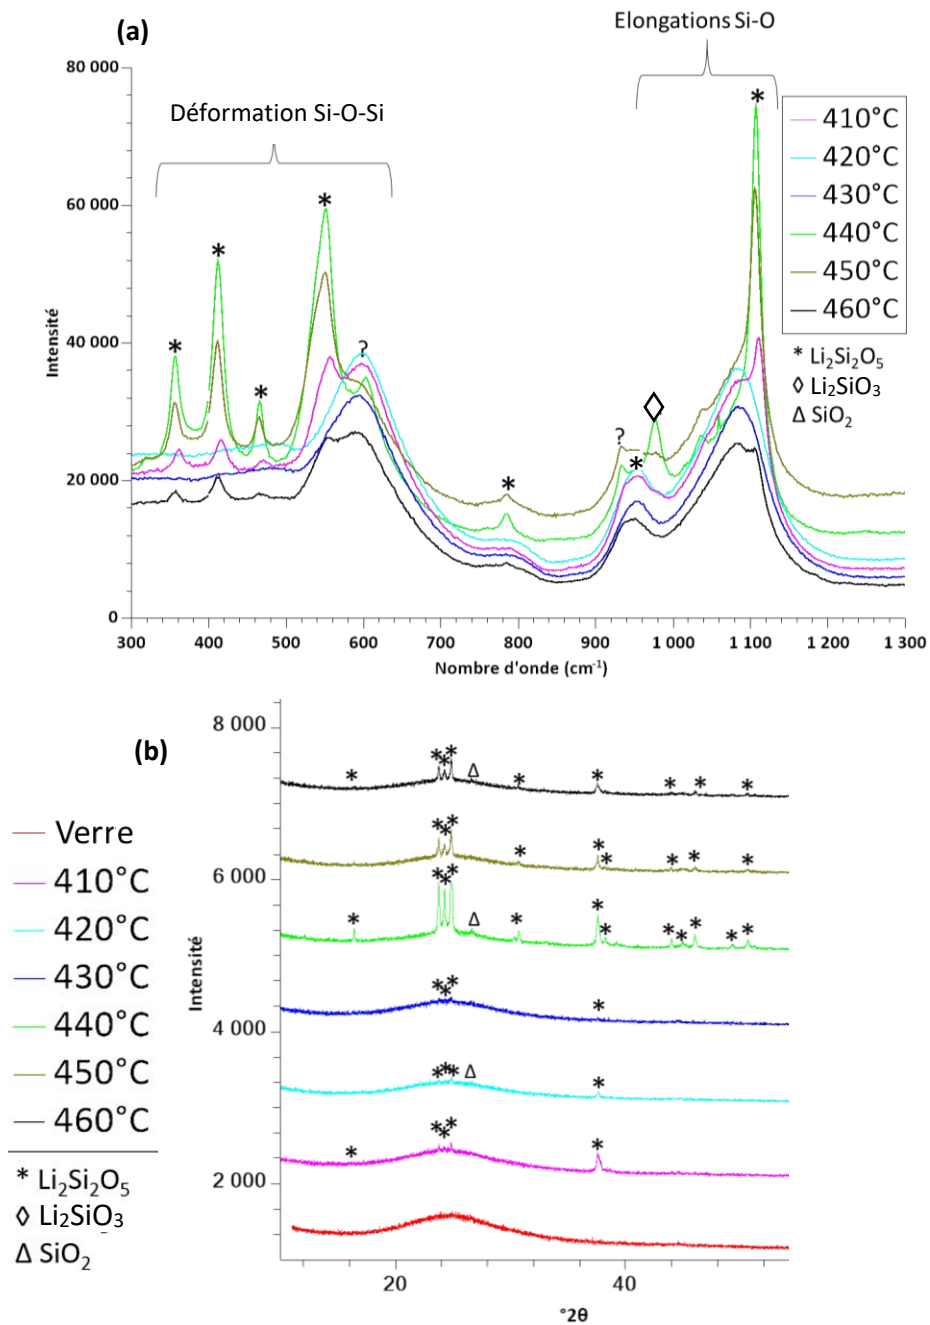 (a)
Elongations Si-O
Déformation Si-O-Si
80 000
60 000
40 000
20 000
0
Intensité
300 400 500 600 700 800 900 1 000 1 100 1 200 1 300
Nombre d'onde (cm⁻¹)
* * * * ? * ? * ◊ *
410°C
420°C
430°C
440°C
450°C
460°C
* Li₂Si₂O₅
◊ Li₂SiO₃
Δ SiO₂
(b)
8 000
6 000
4 000
2 000
Intensité
20 40
°2θ
* * * * Δ * * * * *
* * * * * * * * *
* * * * Δ * * * * * * * *
* * * *
* * * Δ *
* * * * *
Verre
410°C
420°C
430°C
440°C
450°C
460°C
* Li₂Si₂O₅
◊ Li₂SiO₃
Δ SiO₂